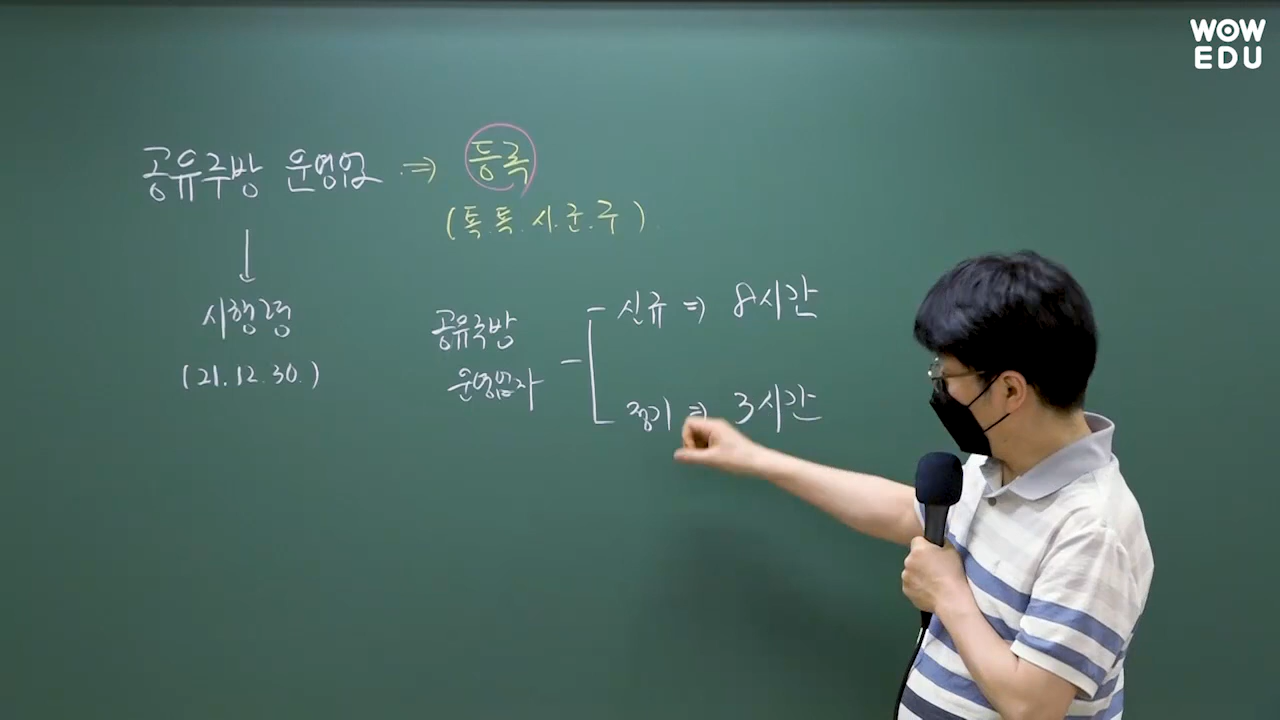 WOW
EDU
공유주방 운영업 ⇒ 등록
(특.특.시.군.구)
↓
시행령
(21.12.30.)
공유주방
운영업자
신규 ⇒ 8시간
정기 ⇒ 3시간